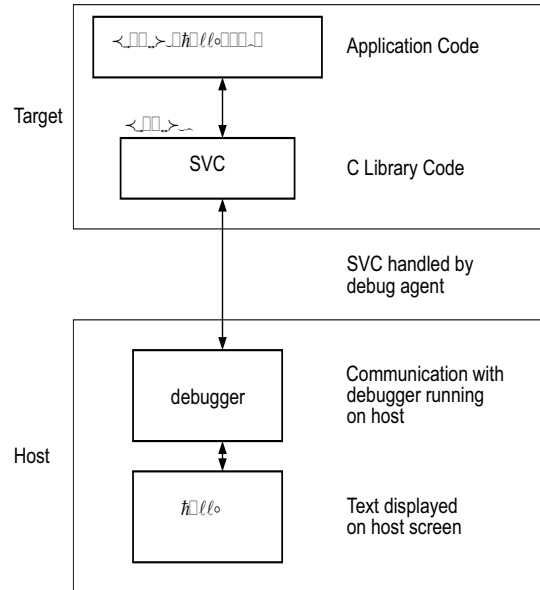 Application Code
Target
SVC
C Library Code
SVC handled by
debug agent
debugger
Communication with
debugger running
on host
Host
Text displayed
on host screen